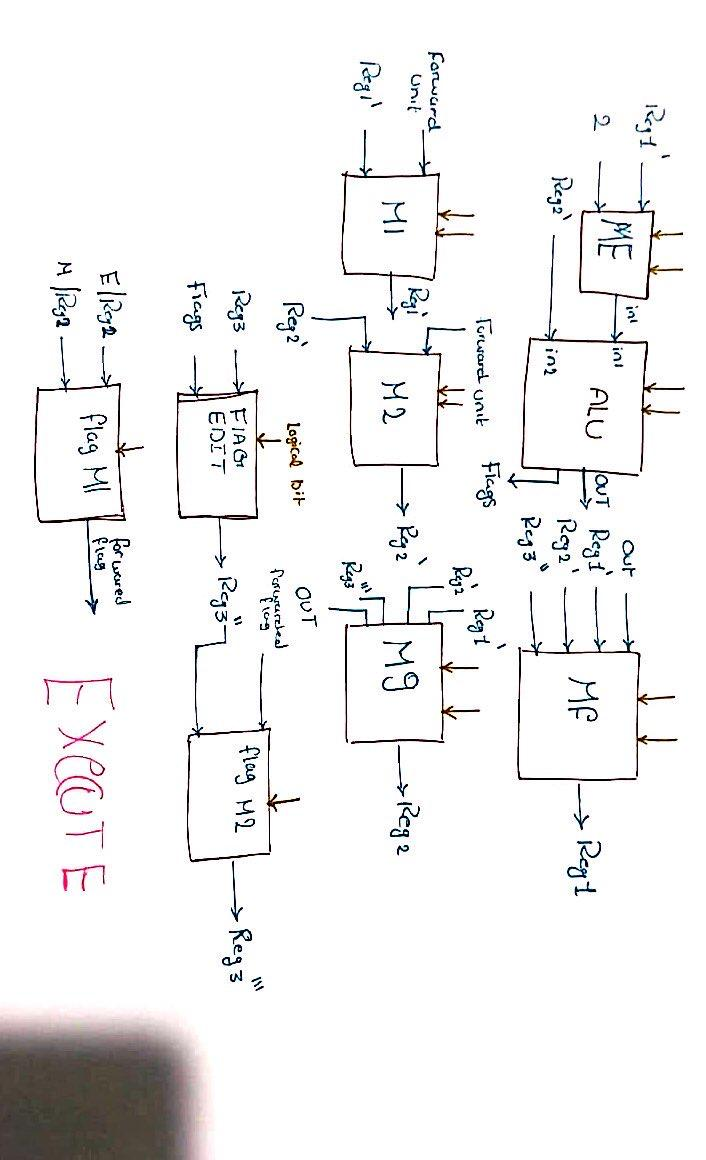 Reg1'
2
ME
in1
Reg2'
in1
in2
ALU
OUT
Flags
OUT
Reg1'
Reg2'
Reg3''
MF
Reg1
Forward
unit
Reg1'
M1
Reg1'
Forward unit
Reg2'
M2
Reg2'
Reg1'
Reg2'
Reg3'''
OUT
M9
Reg2
Reg3
Flags
Logical Bit
FlAG
EDIT
Reg3''
Forwarded
flag
flag M2
Reg3'''
E/Reg2
M/Reg2
flag M1
forwared
flag
EXECUTE